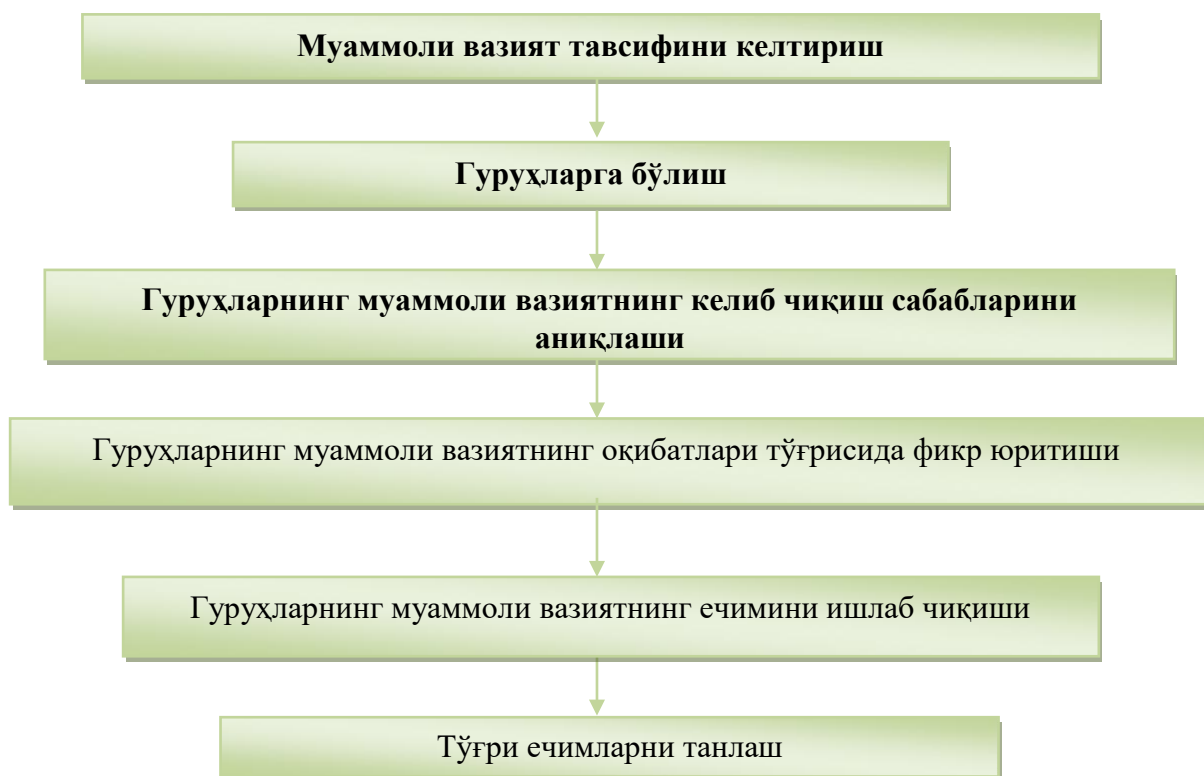 Муаммоли вазият тавсифини келтириш
Гуруҳларга бўлиш
Гуруҳларнинг муаммоли вазиятнинг келиб чиқиш сабабларини
аниқлаши
Гуруҳларнинг муаммоли вазиятнинг оқибатлари тўғрисида фикр юритиши
Гуруҳларнинг муаммоли вазиятнинг ечимини ишлаб чиқиши
Тўғри ечимларни танлаш